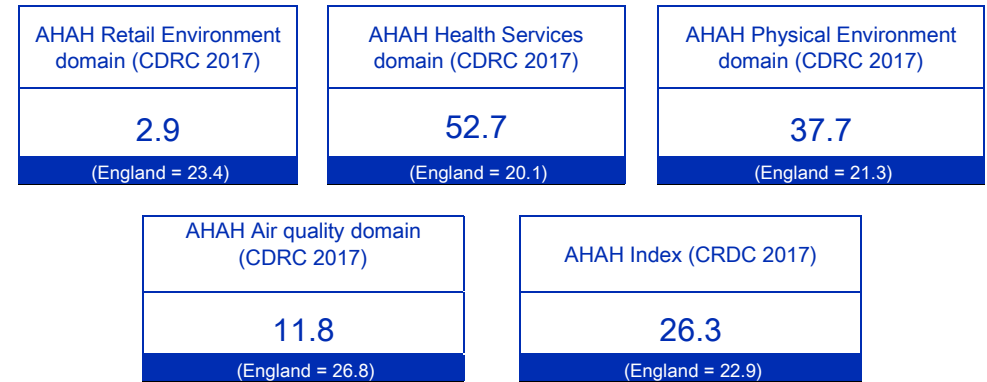 AHAH Retail Environment
domain (CDRC 2017)
2.9
(England = 23.4)
AHAH Health Services
domain (CDRC 2017)
52.7
(England = 20.1)
AHAH Physical Environment
domain (CDRC 2017)
37.7
(England = 21.3)
AHAH Air quality domain
(CDRC 2017)
11.8
(England = 26.8)
AHAH Index (CRDC 2017)
26.3
(England = 22.9)